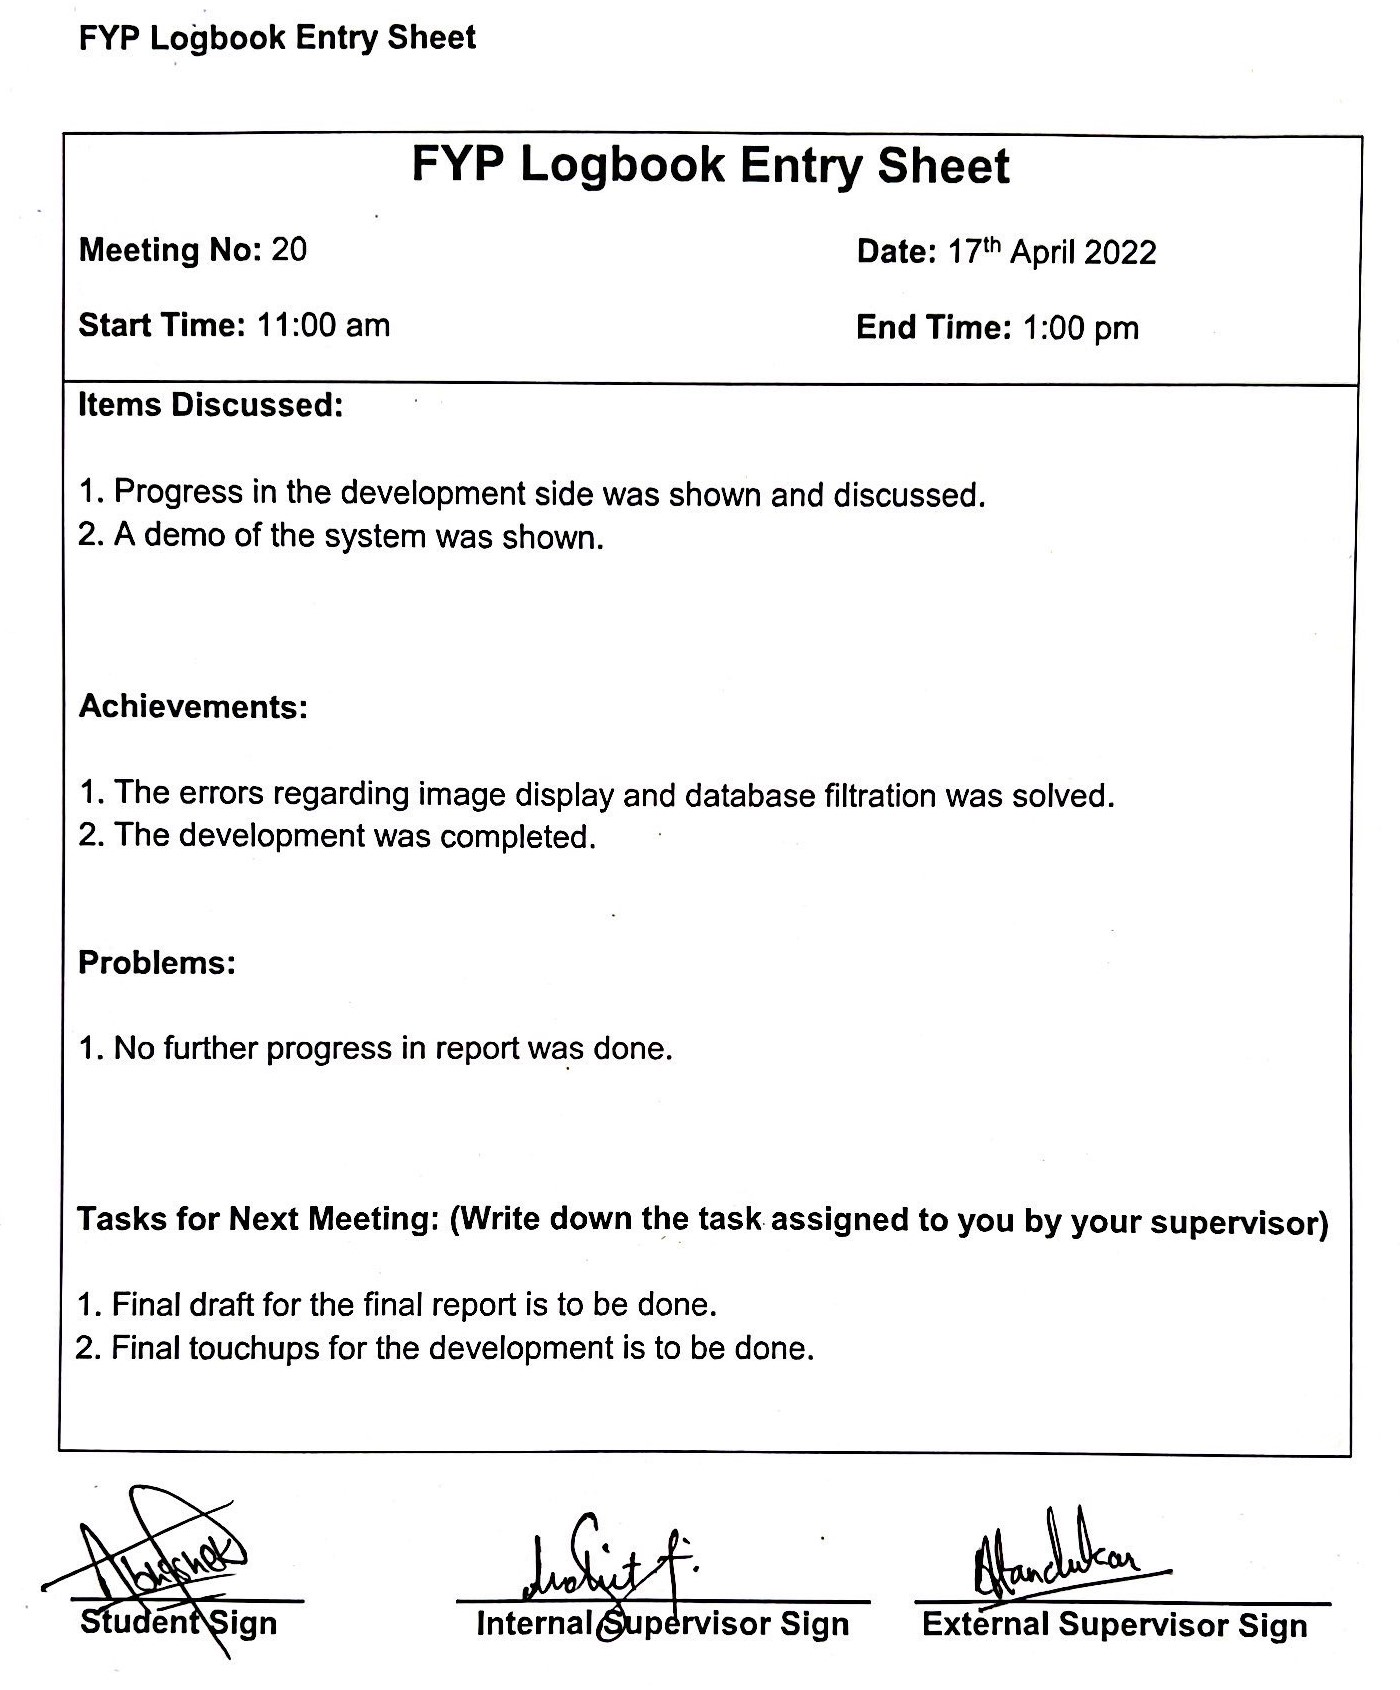 FYP Logbook Entry Sheet
FYP Logbook Entry Sheet
Meeting No: 20 Date: 17th April 2022
Start Time: 11:00 am End Time: 1:00 pm
Items Discussed:
1. Progress in the development side was shown and discussed.
2. A demo of the system was shown.
Achievements:
1. The errors regarding image display and database filtration was solved.
2. The development was completed.
Problems:
1. No further progress in report was done.
Tasks for Next Meeting: (Write down the task assigned to you by your supervisor)
1. Final draft for the final report is to be done.
2. Final touchups for the development is to be done.
Abhishek
Student Sign Internal Supervisor Sign External Supervisor Sign